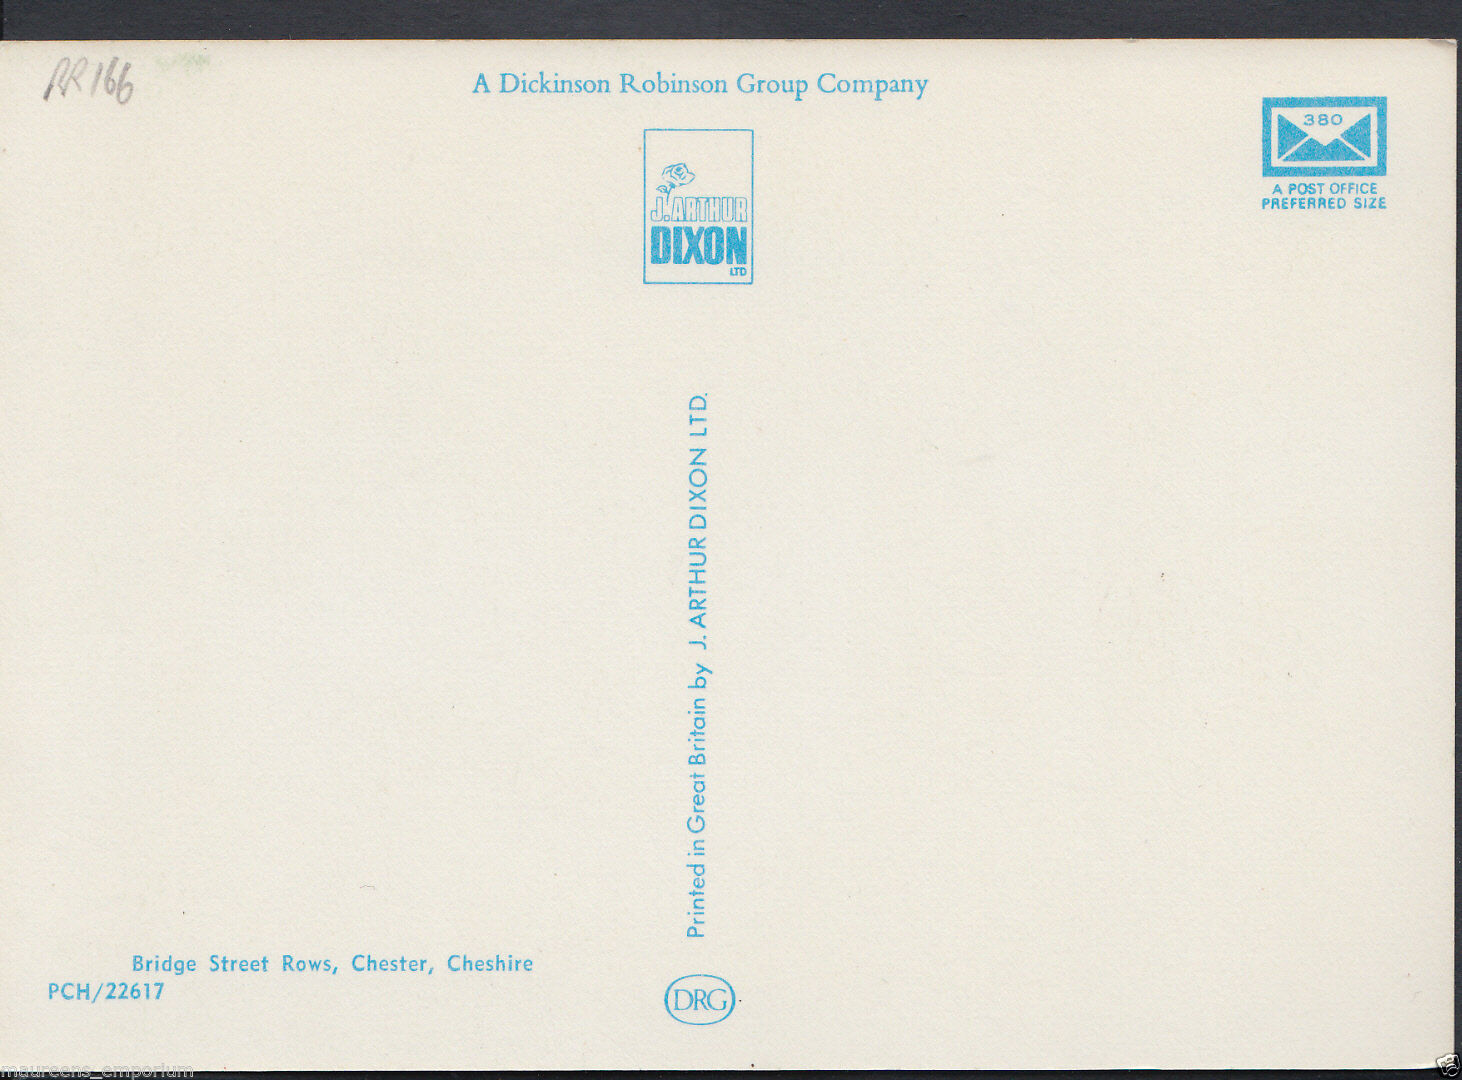 RR166
A Dickinson Robinson Group Company
380
A POST OFFICE
PREFERRED SIZE
J. ARTHUR
DIXON
LTD
Printed in Great Britain by J. ARTHUR DIXON LTD.
Bridge Street Rows, Chester, Cheshire
PCH/22617
DRG
maureens_emporium